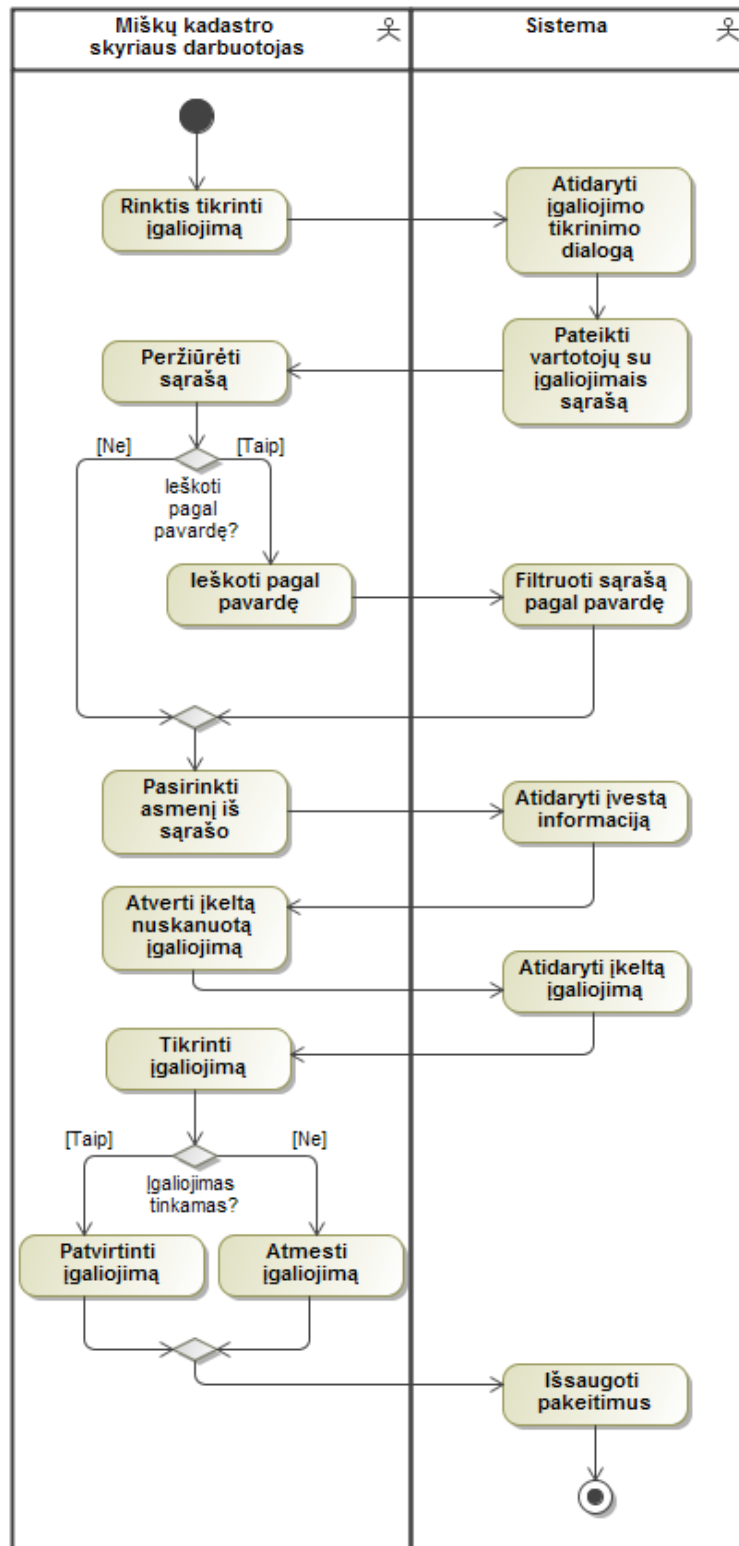 Miškų kadastro
skyriaus darbuotojas
Sistema
Rinktis tikrinti
įgaliojimą
Atidaryti
įgaliojimo
tikrinimo
dialogą
Pateikti
vartotojų su
įgaliojimais
sąrašą
Peržiūrėti
sąrašą
[Ne]
[Taip]
Ieškoti
pagal
pavardę?
Ieškoti pagal
pavardę
Filtruoti sąrašą
pagal pavardę
Pasirinkti
asmenį iš
sąrašo
Atidaryti įvestą
informaciją
Atverti įkeltą
nuskanuotą
įgaliojimą
Atidaryti įkeltą
įgaliojimą
Tikrinti
įgaliojimą
[Taip]
[Ne]
Įgaliojimas
tinkamas?
Patvirtinti
įgaliojimą
Atmesti
įgaliojimą
Išsaugoti
pakeitimus